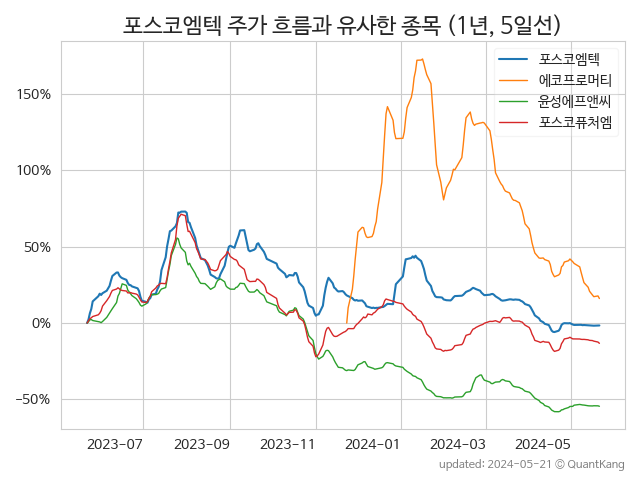 포스코엠텍 주가 흐름과 유사한 종목 (1년, 5일선)
포스코엠텍
에코프로머티
윤성에프앤씨
포스코퓨처엠
150%
100%
50%
0%
−50%
2023-07
2023-09
2023-11
2024-01
2024-03
2024-05
updated: 2024-05-21 © QuantKang